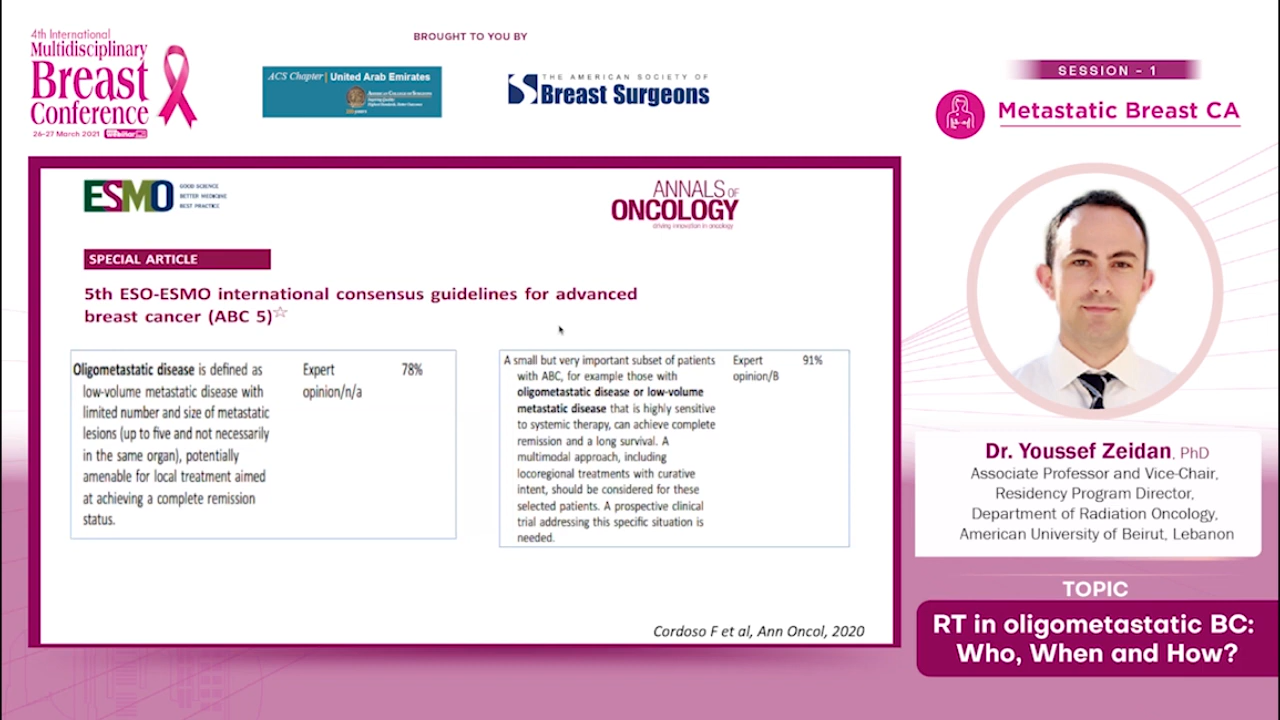 4th International
Multidisciplinary
Breast
Conference
26-27 March 2021
BROUGHT TO YOU BY
ACS Chapter | United Arab Emirates
AMERICAN COLLEGE OF SURGEONS
THE AMERICAN SOCIETY OF
Breast Surgeons
SESSION - 1
Metastatic Breast CA
ESMO
GOOD SCIENCE
BETTER MEDICINE
BEST PRACTICE
ANNALS OF
ONCOLOGY
driving innovation in oncology
SPECIAL ARTICLE
5th ESO-ESMO international consensus guidelines for advanced
breast cancer (ABC 5)☆
Oligometastatic disease is defined as
low-volume metastatic disease with
limited number and size of metastatic
lesions (up to five and not necessarily
in the same organ), potentially
amenable for local treatment aimed
at achieving a complete remission
status.
Expert
opinion/n/a
78%
A small but very important subset of patients
with ABC, for example those with
oligometastatic disease or low-volume
metastatic disease that is highly sensitive
to systemic therapy, can achieve complete
remission and a long survival. A
multimodal approach, including
locoregional treatments with curative
intent, should be considered for these
selected patients. A prospective clinical
trial addressing this specific situation is
needed.
Expert
opinion/B
91%
Cardoso F et al, Ann Oncol, 2020
Dr. Youssef Zeidan, PhD
Associate Professor and Vice-Chair,
Residency Program Director,
Department of Radiation Oncology,
American University of Beirut, Lebanon
TOPIC
RT in oligometastatic BC:
Who, When and How?